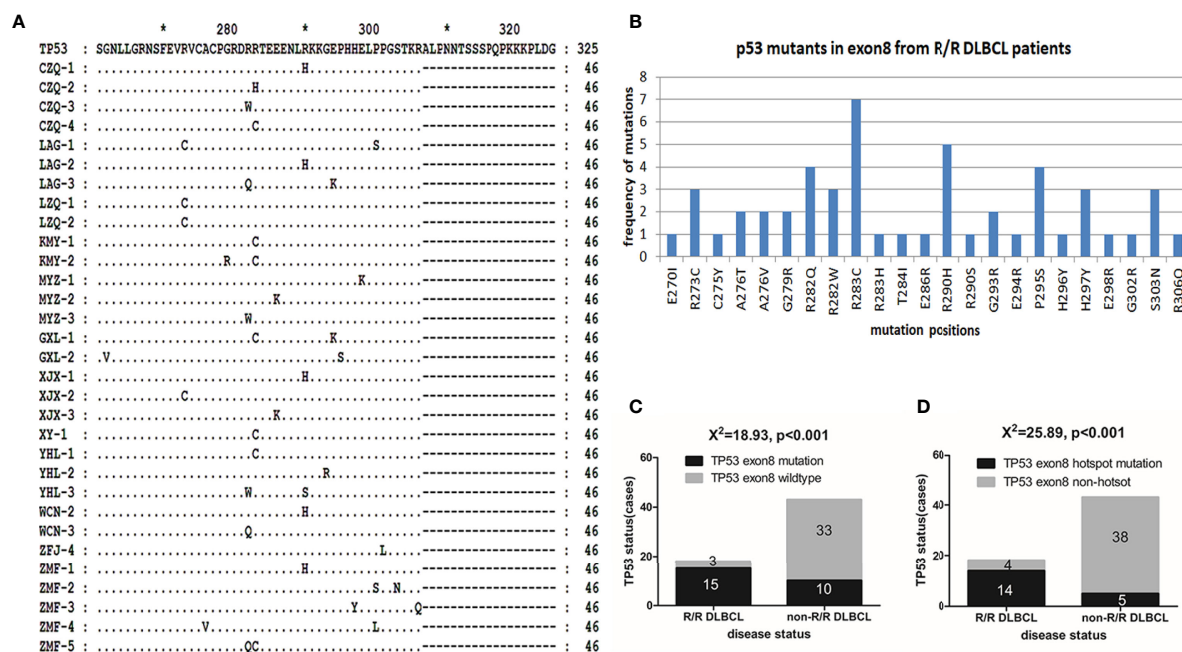 A
* 280 * 300 * 320
TP53 : SGNLLGRNSFEVRVCACPGRDRRTEEENLRKKGEPHHELPPGSTKRALPNNTSSSPQPKKKPLDG : 325
CZQ-1 : .............................H................------------------- : 46
CZQ-2 : ......................H.......................------------------- : 46
CZQ-3 : .....................W........................------------------- : 46
CZQ-4 : ......................C.......................------------------- : 46
LAG-1 : ............C..........................S......------------------- : 46
LAG-2 : .............................H................------------------- : 46
LAG-3 : .....................Q...........K............------------------- : 46
LZQ-1 : ............C.................................------------------- : 46
LZQ-2 : ............C.................................------------------- : 46
KMY-1 : ......................C.......................------------------- : 46
KMY-2 : ..................R...C.......................------------------- : 46
MYZ-1 : .....................................K........------------------- : 46
MYZ-2 : .........................K....................------------------- : 46
MYZ-3 : .....................W........................------------------- : 46
GXL-1 : ......................C..........K............------------------- : 46
GXL-2 : .V................................S...........------------------- : 46
XJX-1 : .............................H................------------------- : 46
XJX-2 : ............C.................................------------------- : 46
XJX-3 : .........................K....................------------------- : 46
XY-1 : ......................C.......................------------------- : 46
YHL-1 : ......................C.......................------------------- : 46
YHL-2 : ................................R.............------------------- : 46
YHL-3 : .....................W.......S................------------------- : 46
WCN-2 : .............................H................------------------- : 46
WCN-3 : .....................Q........................------------------- : 46
ZFJ-4 : ........................................L.....------------------- : 46
ZMF-1 : .............................H................------------------- : 46
ZMF-2 : .......................................S..N...------------------- : 46
ZMF-3 : ....................................Y........Q------------------- : 46
ZMF-4 : ...............V.......................L......------------------- : 46
ZMF-5 : .....................QC.......................------------------- : 46
B
p53 mutants in exon8 from R/R DLBCL patients
frequency of mutations
8
7
6
5
4
3
2
1
0
E270I R273C C275Y A276T A276V G279R R282Q R282W R283C R283H T284I E286R R290H R290S G293R E294R P295S H296Y H297Y E298R G302R S303N R306Q
mutation positions
C
X²=18.93, p<0.001
TP53 exon8 mutation
TP53 exon8 wildtype
TP53 status(cases)
60
40
20
0
3
15
33
10
R/R DLBCL non-R/R DLBCL
disease status
D
X²=25.89, p<0.001
TP53 exon8 hotspot mutation
TP53 exon8 non-hotsot
TP53 status(cases)
60
40
20
0
4
14
38
5
R/R DLBCL non-R/R DLBCL
disease status